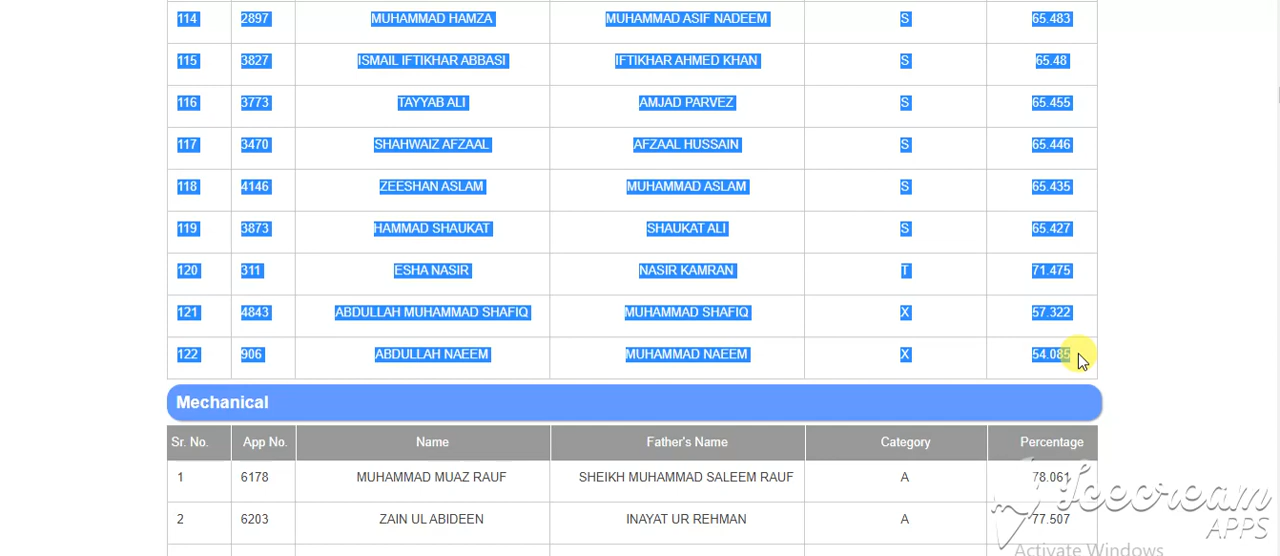 114 2897 MUHAMMAD HAMZA MUHAMMAD ASIF NADEEM S 65.483
115 3827 ISMAIL IFTIKHAR ABBASI IFTIKHAR AHMED KHAN S 65.48
116 3773 TAYYAB ALI AMJAD PARVEZ S 65.455
117 3470 SHAHWAIZ AFZAAL AFZAAL HUSSAIN S 65.446
118 4146 ZEESHAN ASLAM MUHAMMAD ASLAM S 65.435
119 3873 HAMMAD SHAUKAT SHAUKAT ALI S 65.427
120 311 ESHA NASIR NASIR KAMRAN T 71.475
121 4843 ABDULLAH MUHAMMAD SHAFIQ MUHAMMAD SHAFIQ X 57.322
122 906 ABDULLAH NAEEM MUHAMMAD NAEEM X 54.085
Mechanical
Sr. No. App No. Name Father's Name Category Percentage
1 6178 MUHAMMAD MUAZ RAUF SHEIKH MUHAMMAD SALEEM RAUF A 78.061
2 6203 ZAIN UL ABIDEEN INAYAT UR REHMAN A 77.507
Icecream
APPS
Activate Windows